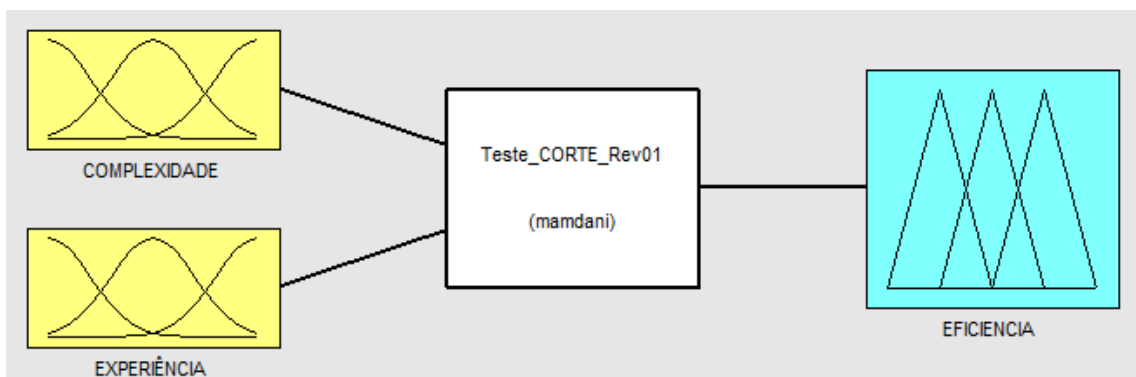 COMPLEXIDADE
EXPERIÊNCIA
Teste_CORTE_Rev01
(mamdani)
EFICIENCIA